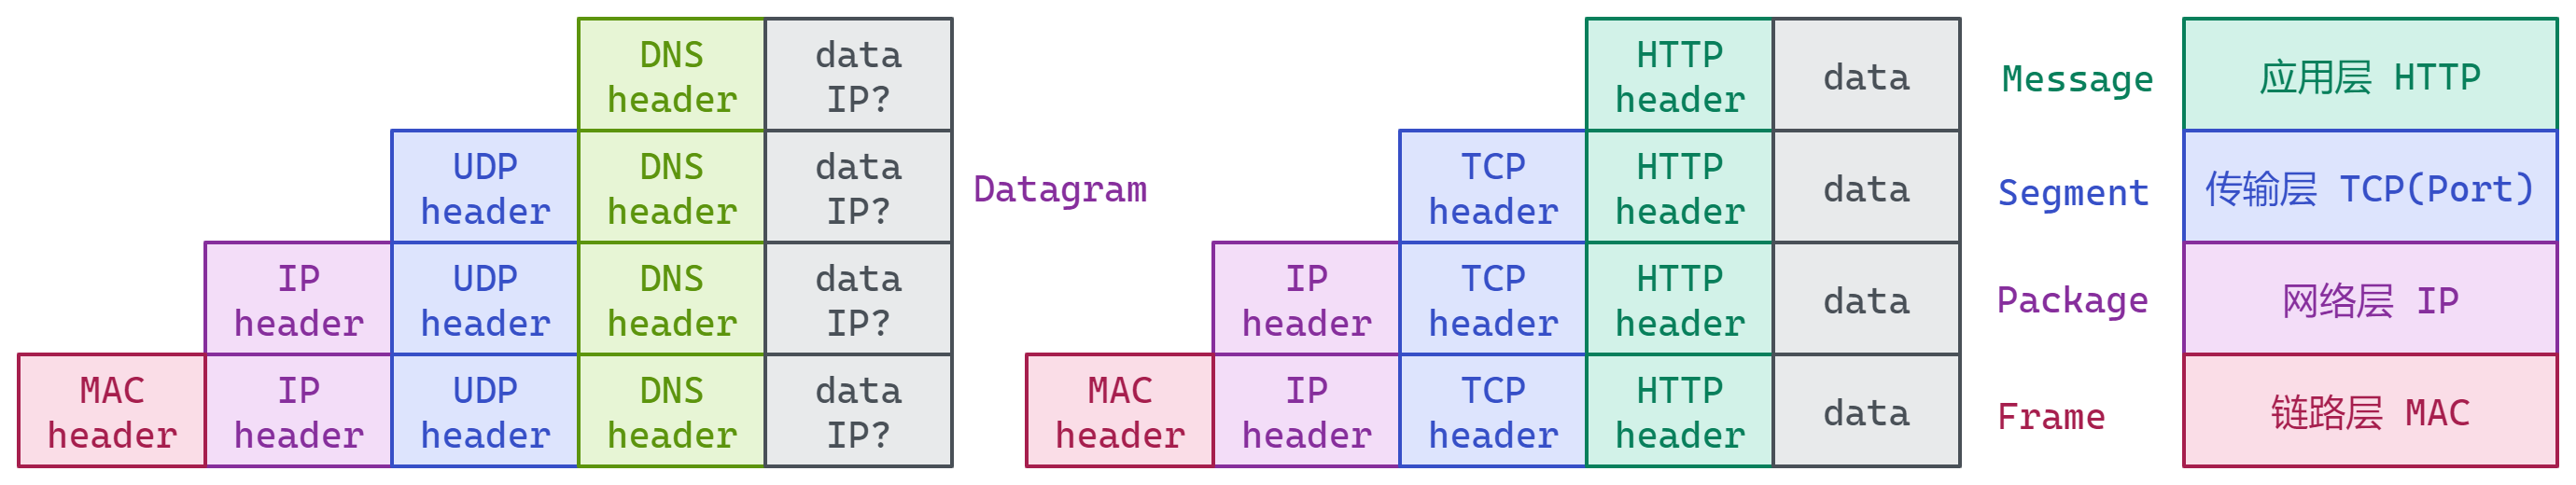 DNS
header
data
IP?
HTTP
header
data
Message
应用层 HTTP
UDP
header
DNS
header
data
IP?
Datagram
TCP
header
HTTP
header
data
Segment
传输层 TCP(Port)
IP
header
UDP
header
DNS
header
data
IP?
IP
header
TCP
header
HTTP
header
data
Package
网络层 IP
MAC
header
IP
header
UDP
header
DNS
header
data
IP?
MAC
header
IP
header
TCP
header
HTTP
header
data
Frame
链路层 MAC